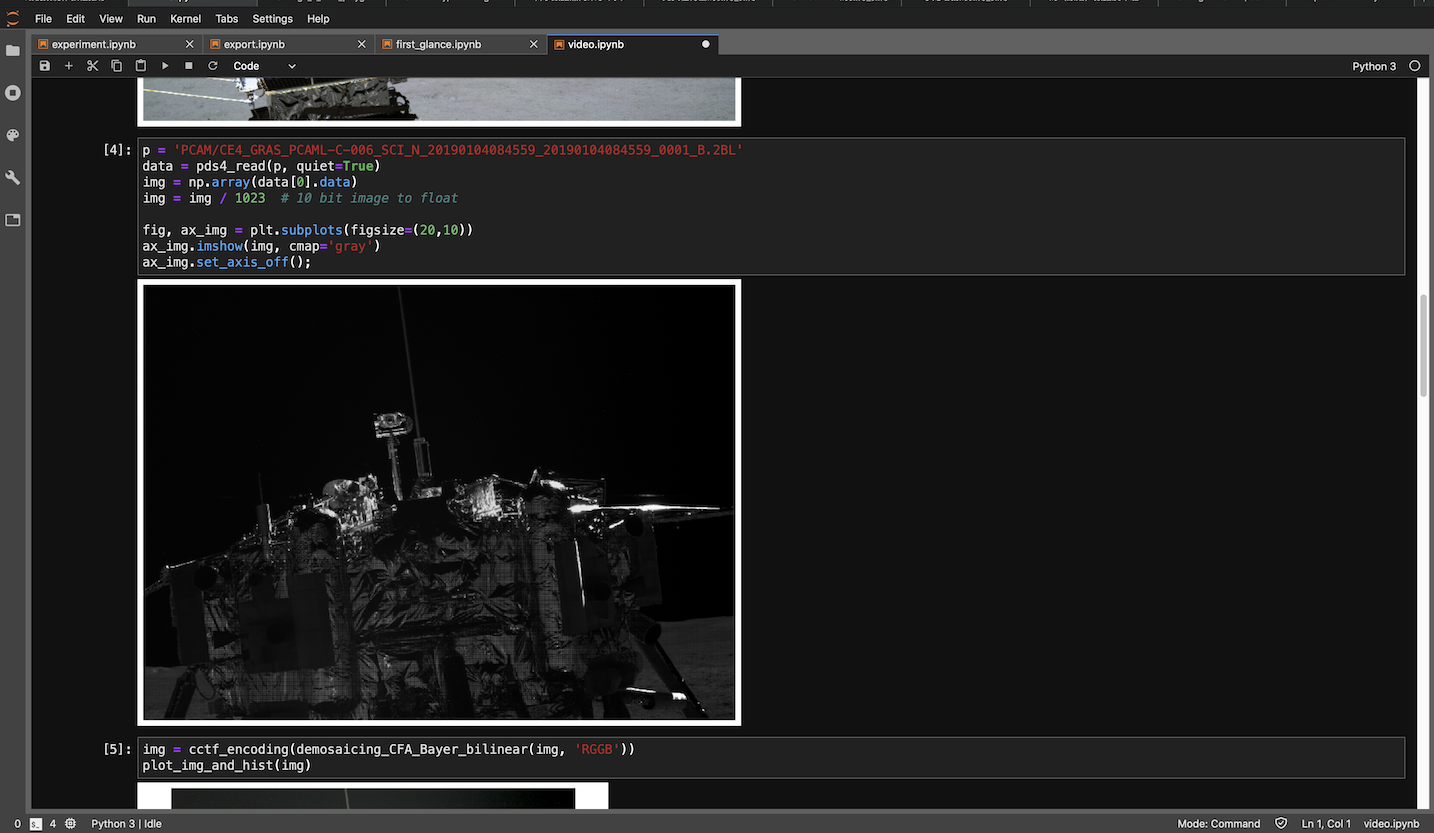 File Edit View Run Kernel Tabs Settings Help
experiment.ipynb export.ipynb first_glance.ipynb video.ipynb
Code Python 3
[4]: p = 'PCAM/CE4_GRAS_PCAML-C-006_SCI_N_20190104084559_20190104084559_0001_B.2BL'
data = pds4_read(p, quiet=True)
img = np.array(data[0].data)
img = img / 1023  # 10 bit image to float
fig, ax_img = plt.subplots(figsize=(20,10))
ax_img.imshow(img, cmap='gray')
ax_img.set_axis_off();
[5]: img = cctf_encoding(demosaicing_CFA_Bayer_bilinear(img, 'RGGB'))
plot_img_and_hist(img)
0 4 Python 3 | Idle Mode: Command Ln 1, Col 1 video.ipynb